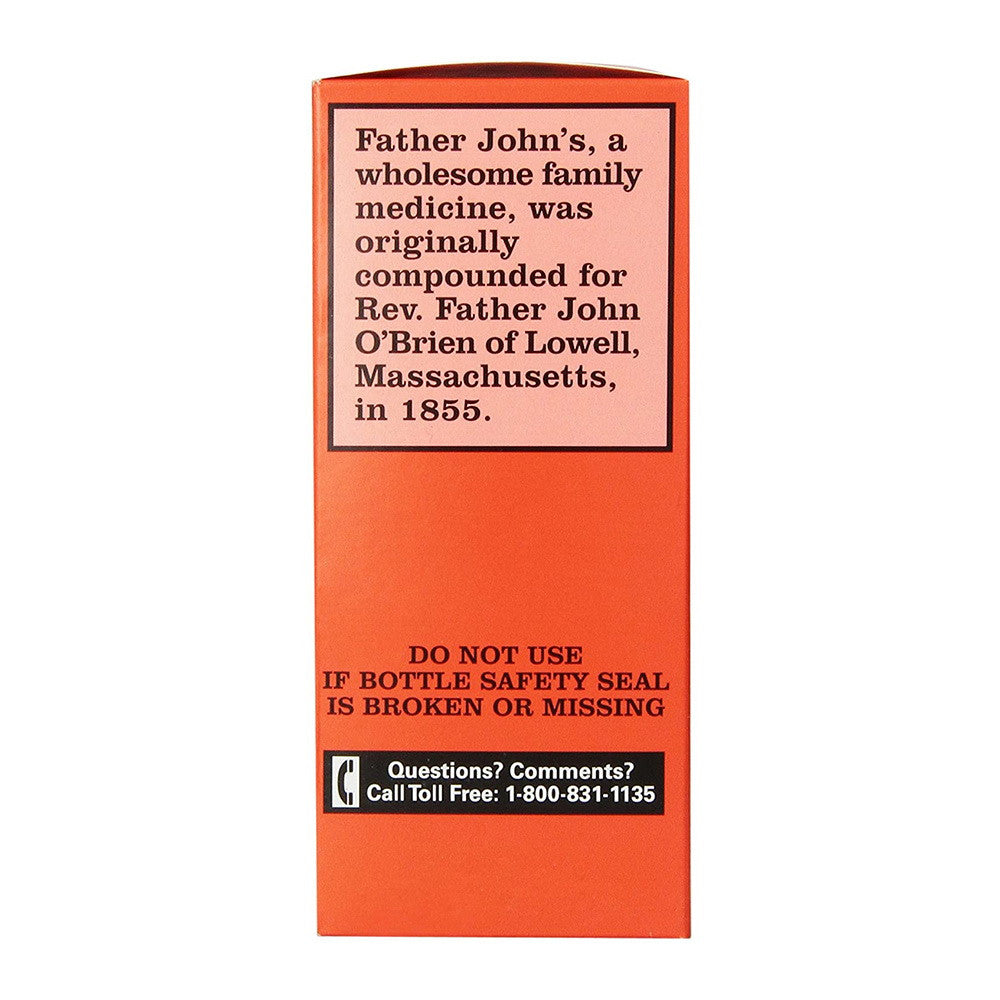 Father John's, a
wholesome family
medicine, was
originally
compounded for
Rev. Father John
O'Brien of Lowell,
Massachusetts,
in 1855.
DO NOT USE
IF BOTTLE SAFETY SEAL
IS BROKEN OR MISSING
Questions? Comments?
Call Toll Free: 1-800-831-1135